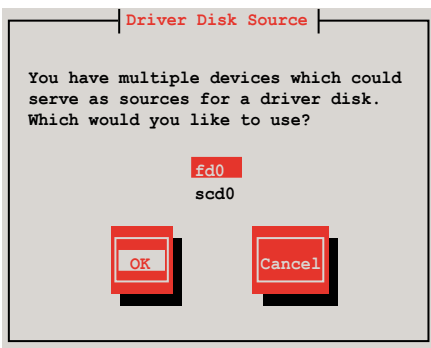 Driver Disk Source
You have multiple devices which could
serve as sources for a driver disk.
Which would you like to use?
fd0
scd0
OK Cancel